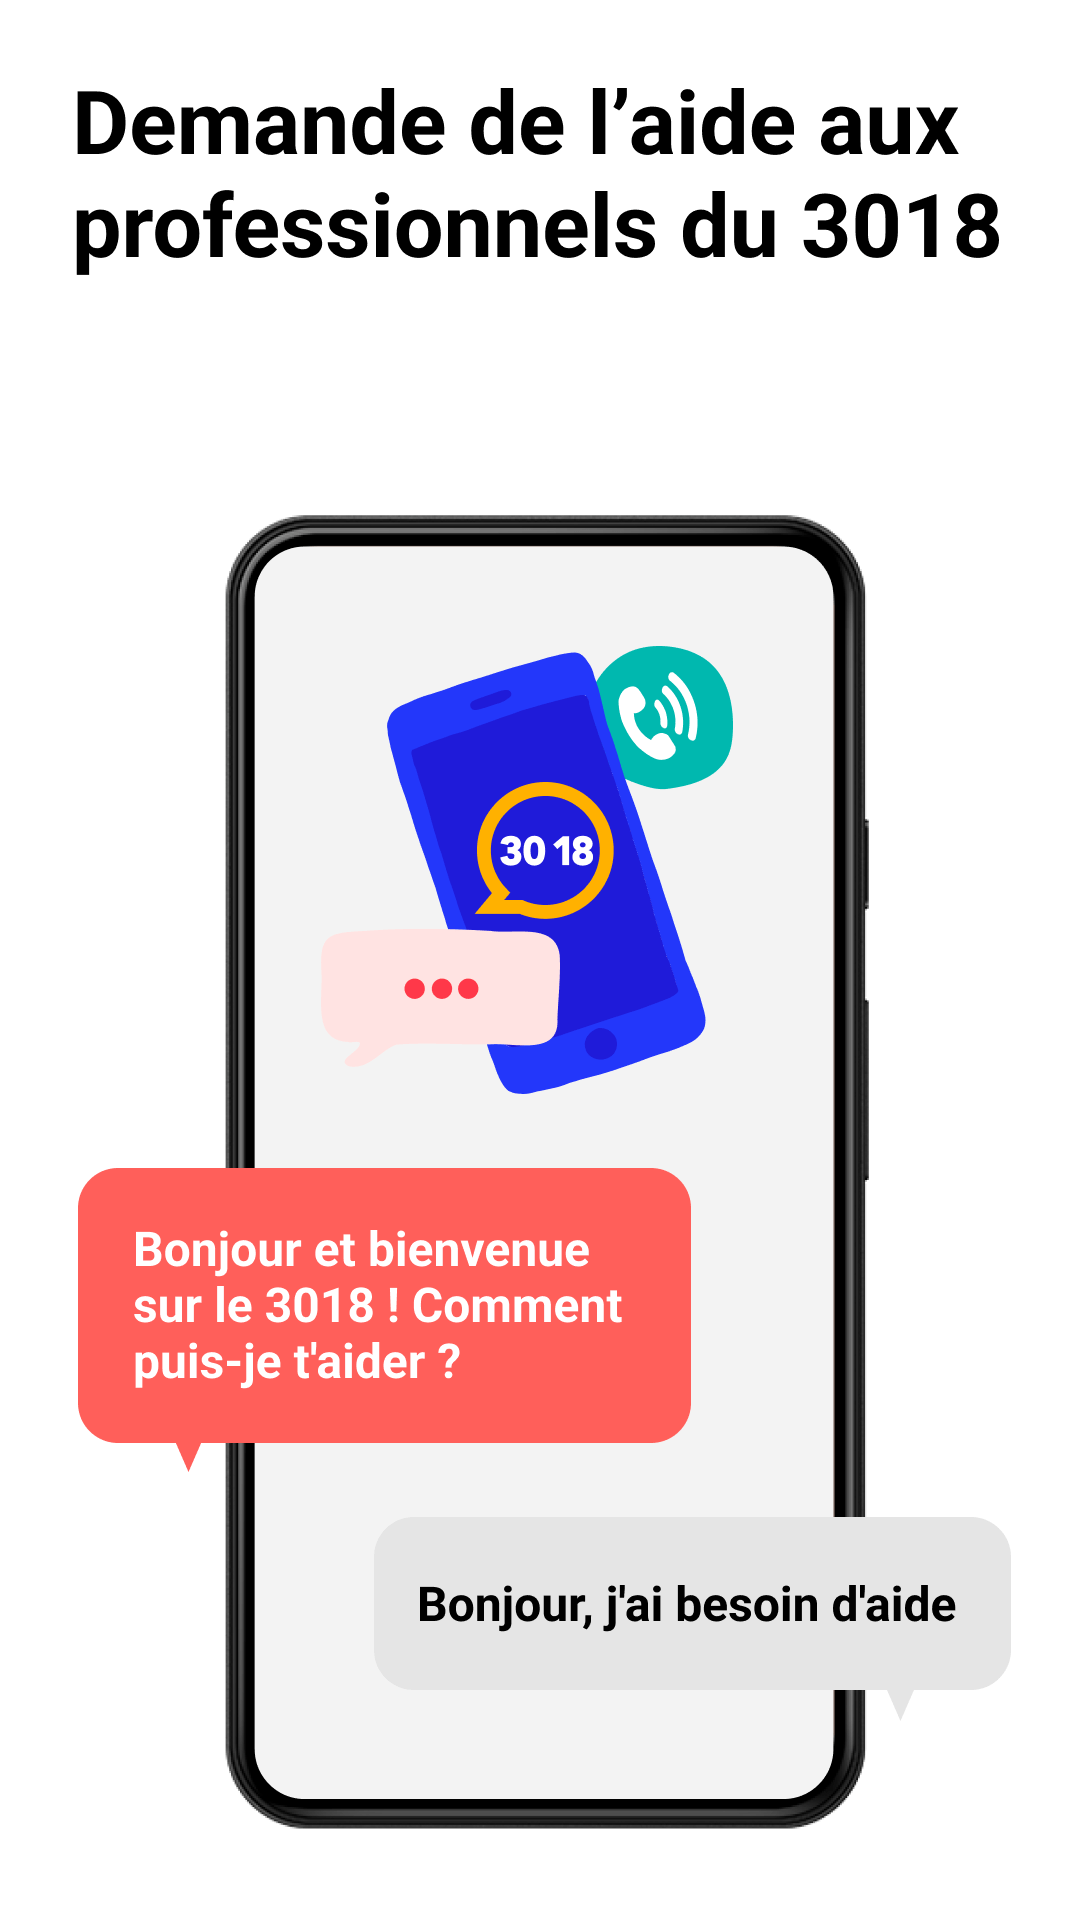 Demande de l’aide aux
professionnels du 3018
30 18
Bonjour et bienvenue
sur le 3018 ! Comment
puis-je t'aider ?
Bonjour, j'ai besoin d'aide